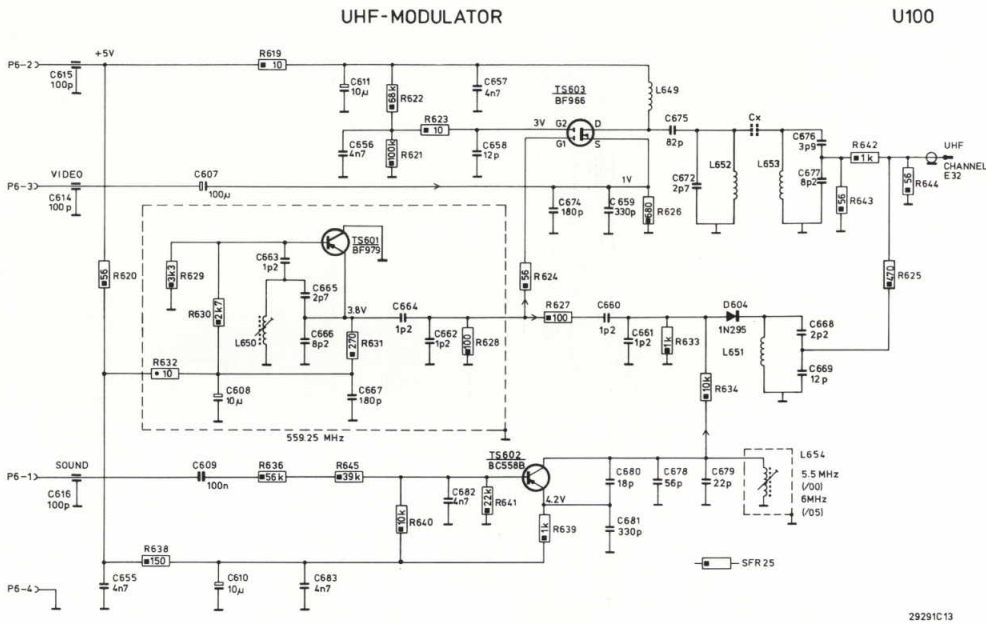 UHF-MODULATOR
U100
P6-2
+5V
C615
100p
R619
10
C611
10µ
68k
R622
C657
4n7
TS603
BF966
L649
R623
10
3V
G2
D
G1
S
C656
4n7
100k
R621
C658
12p
C675
82p
Cx
C676
3p9
R642
1k
UHF
CHANNEL
E32
L652
L653
C672
2p7
C677
8p2
56
R643
56
R644
P6-3
VIDEO
C614
100p
C607
100µ
1V
C674
180p
C659
330p
680
R626
TS601
BF979
56
R620
3k3
R629
C663
1p2
2k7
R630
C665
2p7
3.8V
L650
C666
8p2
270
R631
C664
1p2
C662
1p2
100
R628
56
R624
R627
100
C660
1p2
C661
1p2
1k
R633
D604
1N295
L651
C668
2p2
C669
12p
470
R625
R632
10
C608
10µ
C667
180p
559.25 MHz
10k
R634
P6-1
SOUND
C616
100p
C609
100n
R636
56k
R645
39k
TS602
BC558B
C682
4n7
22k
R641
10k
R640
4.2V
1k
R639
C680
18p
C678
56p
C679
22p
C681
330p
L654
5.5 MHz
(/00)
6MHz
(/05)
R638
150
C655
4n7
C610
10µ
C683
4n7
P6-4
SFR25
29291C13